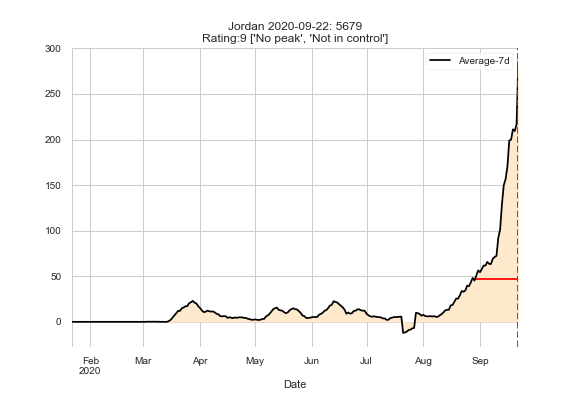 Jordan 2020-09-22: 5679
Rating:9 ['No peak', 'Not in control']
300
250
200
150
100
50
0
Average-7d
Feb Mar Apr May Jun Jul Aug Sep
2020
Date